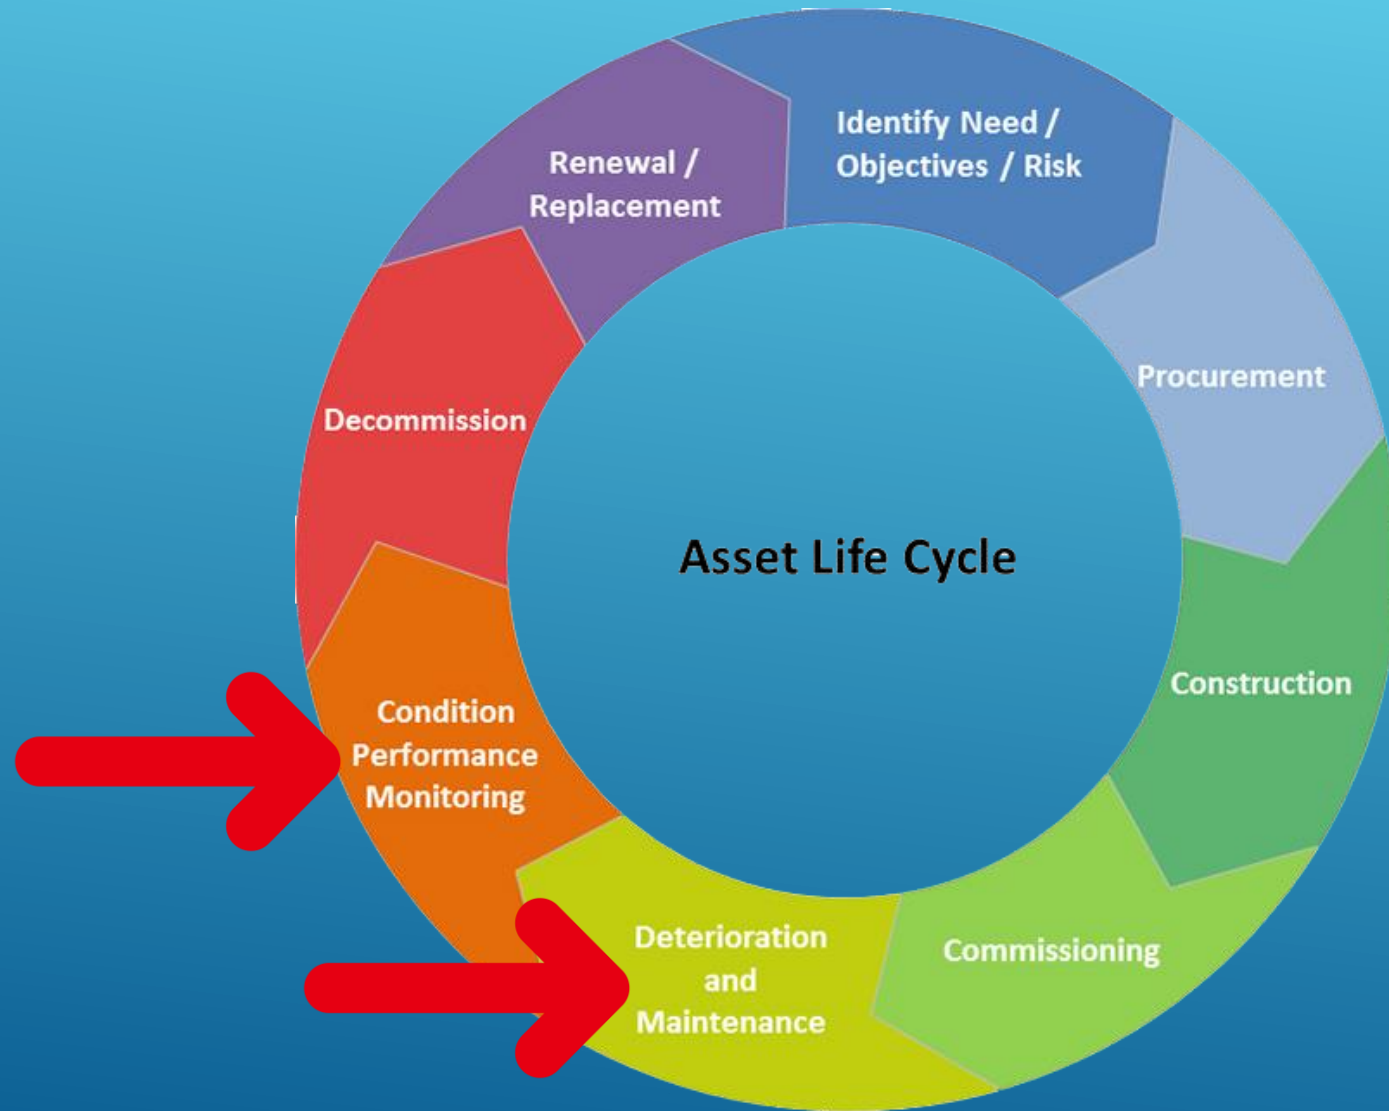 Identify Need /
Objectives / Risk
Procurement
Construction
Commissioning
Deterioration
and
Maintenance
Condition
Performance
Monitoring
Decommission
Renewal /
Replacement
Asset Life Cycle